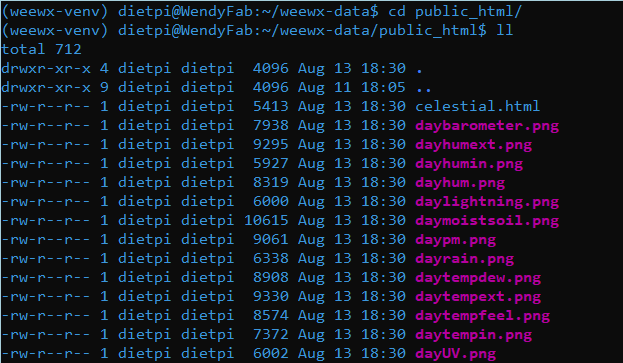 (weewx-venv) dietpi@WendyFab:~/weewx-data$ cd public_html/
(weewx-venv) dietpi@WendyFab:~/weewx-data/public_html$ ll
total 712
drwxr-xr-x 4 dietpi dietpi  4096 Aug 13 18:30 .
drwxr-xr-x 9 dietpi dietpi  4096 Aug 11 18:05 ..
-rw-r--r-- 1 dietpi dietpi  5413 Aug 13 18:30 celestial.html
-rw-r--r-- 1 dietpi dietpi  7938 Aug 13 18:30 daybarometer.png
-rw-r--r-- 1 dietpi dietpi  9295 Aug 13 18:30 dayhumext.png
-rw-r--r-- 1 dietpi dietpi  5927 Aug 13 18:30 dayhumin.png
-rw-r--r-- 1 dietpi dietpi  8319 Aug 13 18:30 dayhum.png
-rw-r--r-- 1 dietpi dietpi  6000 Aug 13 18:30 daylightning.png
-rw-r--r-- 1 dietpi dietpi 10615 Aug 13 18:30 daymoistsoil.png
-rw-r--r-- 1 dietpi dietpi  9061 Aug 13 18:30 daypm.png
-rw-r--r-- 1 dietpi dietpi  6338 Aug 13 18:30 dayrain.png
-rw-r--r-- 1 dietpi dietpi  8908 Aug 13 18:30 daytempdew.png
-rw-r--r-- 1 dietpi dietpi  9330 Aug 13 18:30 daytempext.png
-rw-r--r-- 1 dietpi dietpi  8574 Aug 13 18:30 daytempfeel.png
-rw-r--r-- 1 dietpi dietpi  7372 Aug 13 18:30 daytempin.png
-rw-r--r-- 1 dietpi dietpi  6002 Aug 13 18:30 dayUV.png